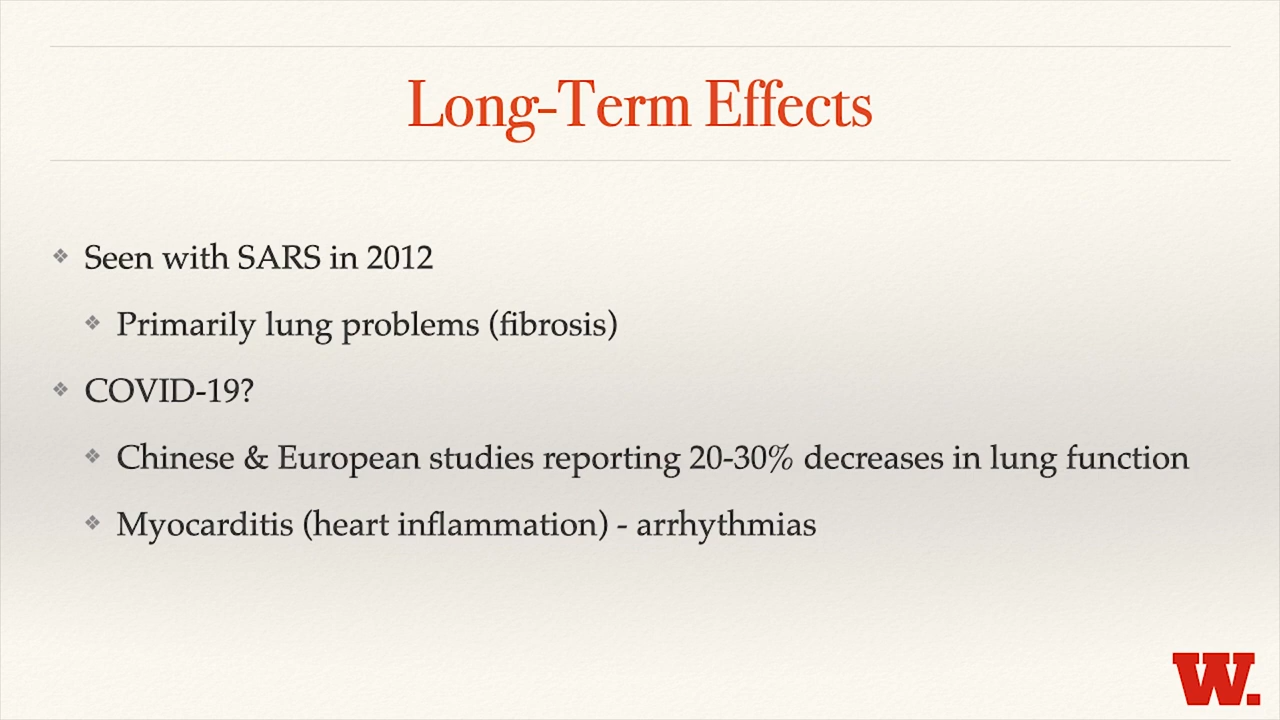 Long-Term Effects
Seen with SARS in 2012
Primarily lung problems (fibrosis)
COVID-19?
Chinese & European studies reporting 20-30% decreases in lung function
Myocarditis (heart inflammation) - arrhythmias
W.